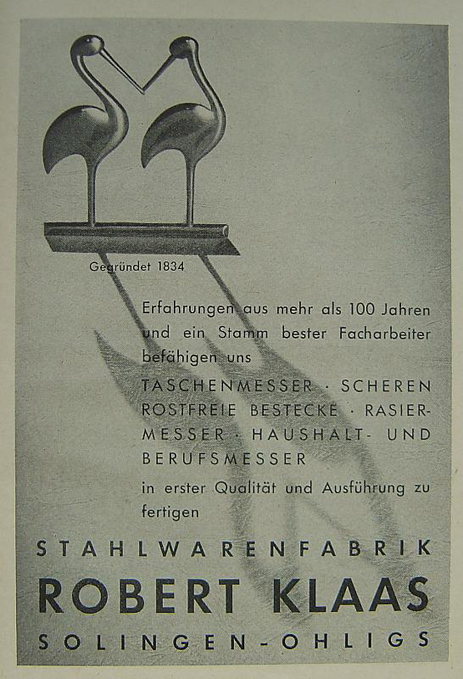 Gegründet 1834
Erfahrungen aus mehr als 100 Jahren
und ein Stamm bester Facharbeiter
befähigen uns
TASCHENMESSER · SCHEREN
ROSTFREIE BESTECKE · RASIER-
MESSER · HAUSHALT- UND
BERUFSMESSER
in erster Qualität und Ausführung zu
fertigen
STAHLWARENFABRIK
ROBERT KLAAS
SOLINGEN-OHLIGS